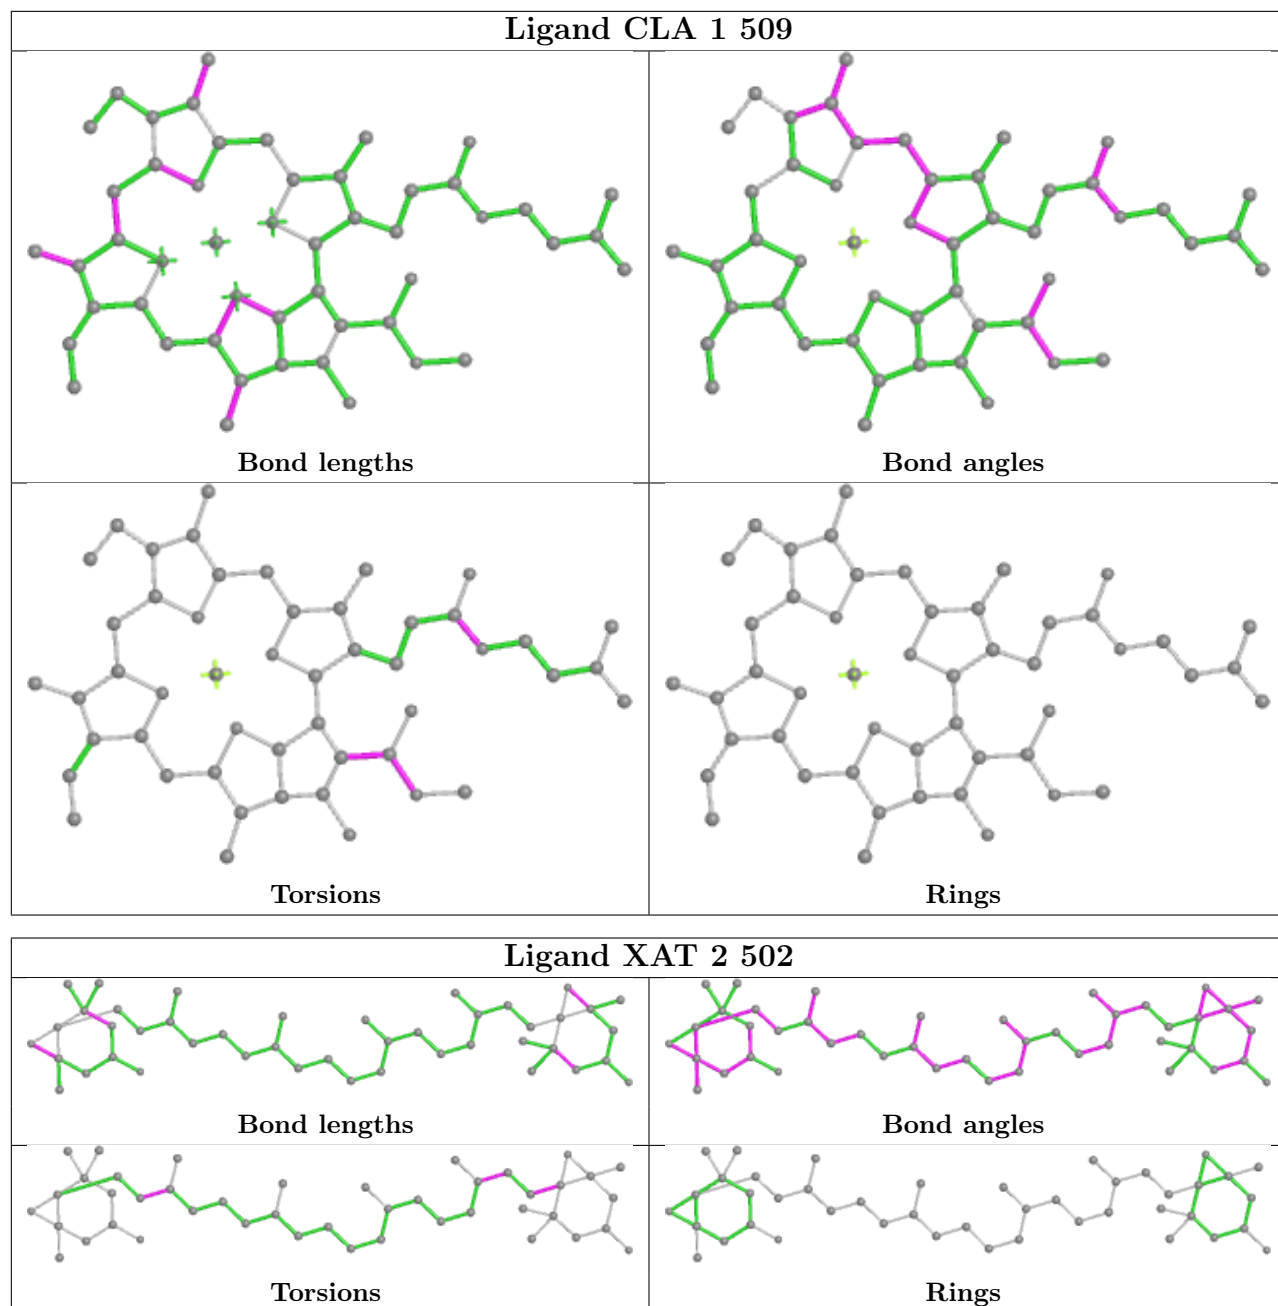 Ligand CLA 1 509
Bond lengths
Bond angles
Torsions
Rings
Ligand XAT 2 502
Bond lengths
Bond angles
Torsions
Rings